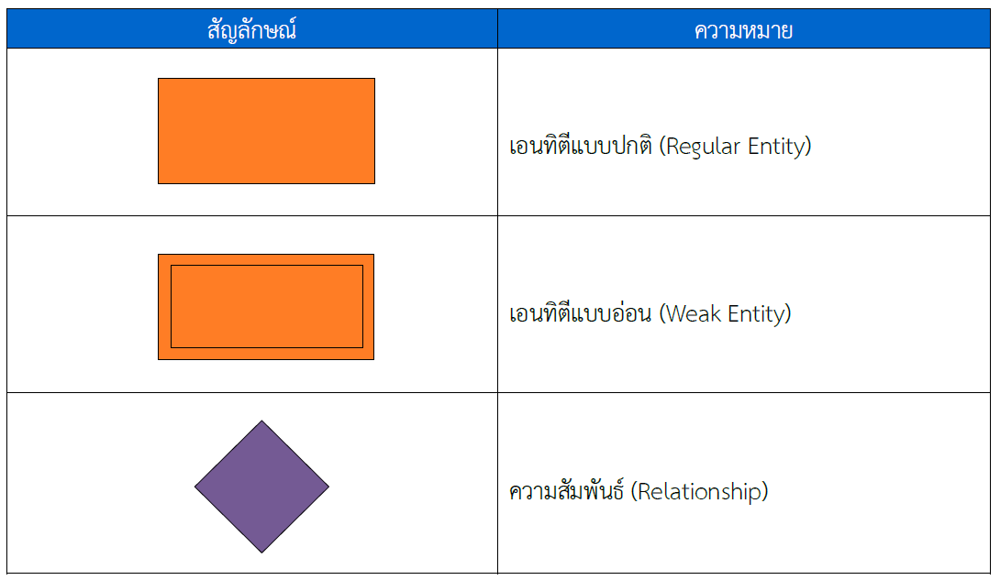 สัญลักษณ์
ความหมาย
เอนทิตีแบบปกติ (Regular Entity)
เอนทิตีแบบอ่อน (Weak Entity)
ความสัมพันธ์ (Relationship)